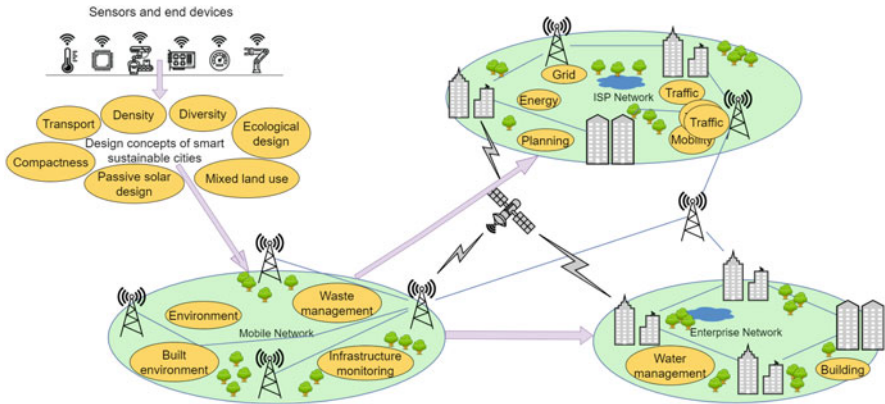 Sensors and end devices
Transport
Density
Diversity
Ecological
design
Compactness
Design concepts of smart
sustainable cities
Passive solar
design
Mixed land use
Grid
Energy
ISP Network
Traffic
Traffic
Planning
Mobility
Environment
Waste
management
Mobile Network
Built
environment
Infrastructure
monitoring
Enterprise Network
Water
management
Building